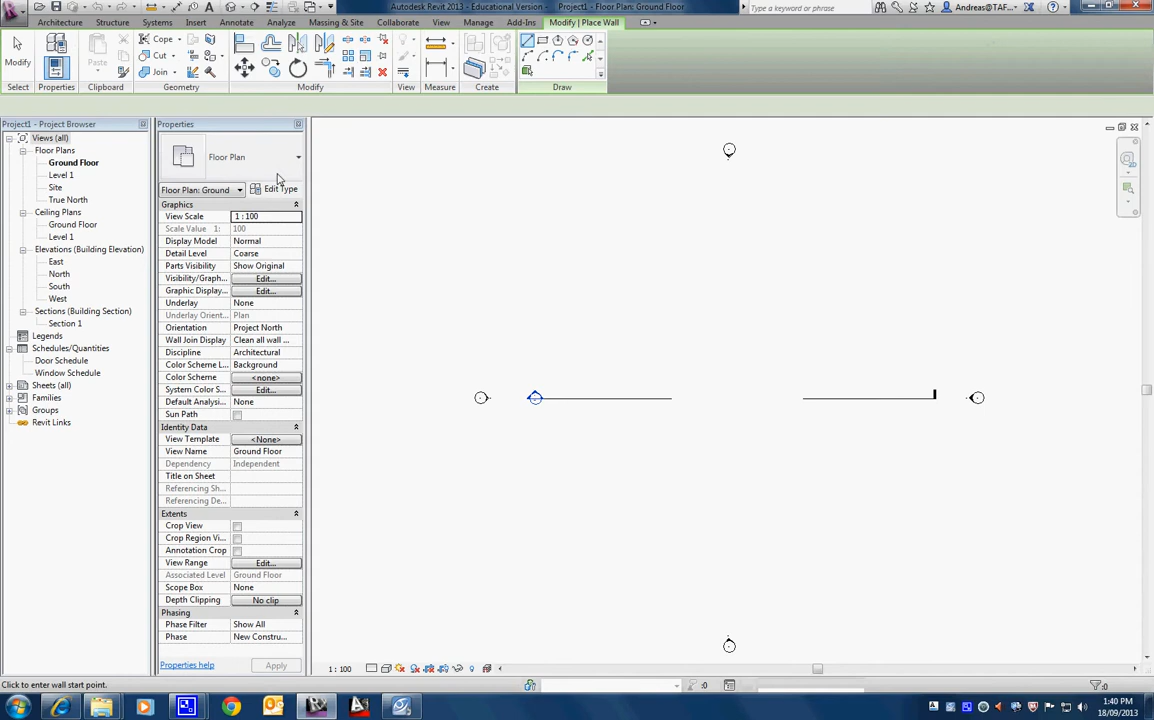 Autodesk Revit 2013 - Educational Version - Project1 - Floor Plan: Ground Floor
Type a keyword or phrase
Andreas@TAF...
Architecture Structure Systems Insert Annotate Analyze Massing & Site Collaborate View Manage Add-Ins Modify | Place Wall
Modify Paste Cope Cut Join
Select Properties Clipboard Geometry Modify View Measure Create Draw
Project1 - Project Browser
Views (all)
Floor Plans
Ground Floor
Level 1
Site
True North
Ceiling Plans
Ground Floor
Level 1
Elevations (Building Elevation)
East
North
South
West
Sections (Building Section)
Section 1
Legends
Schedules/Quantities
Door Schedule
Window Schedule
Sheets (all)
Families
Groups
Revit Links
Properties
Floor Plan
Floor Plan: Ground Edit Type
Graphics
View Scale 1 : 100
Scale Value 1: 100
Display Model Normal
Detail Level Coarse
Parts Visibility Show Original
Visibility/Graph... Edit...
Graphic Display... Edit...
Underlay None
Underlay Orient... Plan
Orientation Project North
Wall Join Display Clean all wall ...
Discipline Architectural
Color Scheme L... Background
Color Scheme <none>
System Color S... Edit...
Default Analysi... None
Sun Path
Identity Data
View Template <None>
View Name Ground Floor
Dependency Independent
Title on Sheet
Referencing Sh...
Referencing De...
Extents
Crop View
Crop Region Vi...
Annotation Crop
View Range Edit...
Associated Level Ground Floor
Scope Box None
Depth Clipping No clip
Phasing
Phase Filter Show All
Phase New Constru...
Properties help Apply
1 : 100
Click to enter wall start point.
:0
:0
1:40 PM
18/09/2013